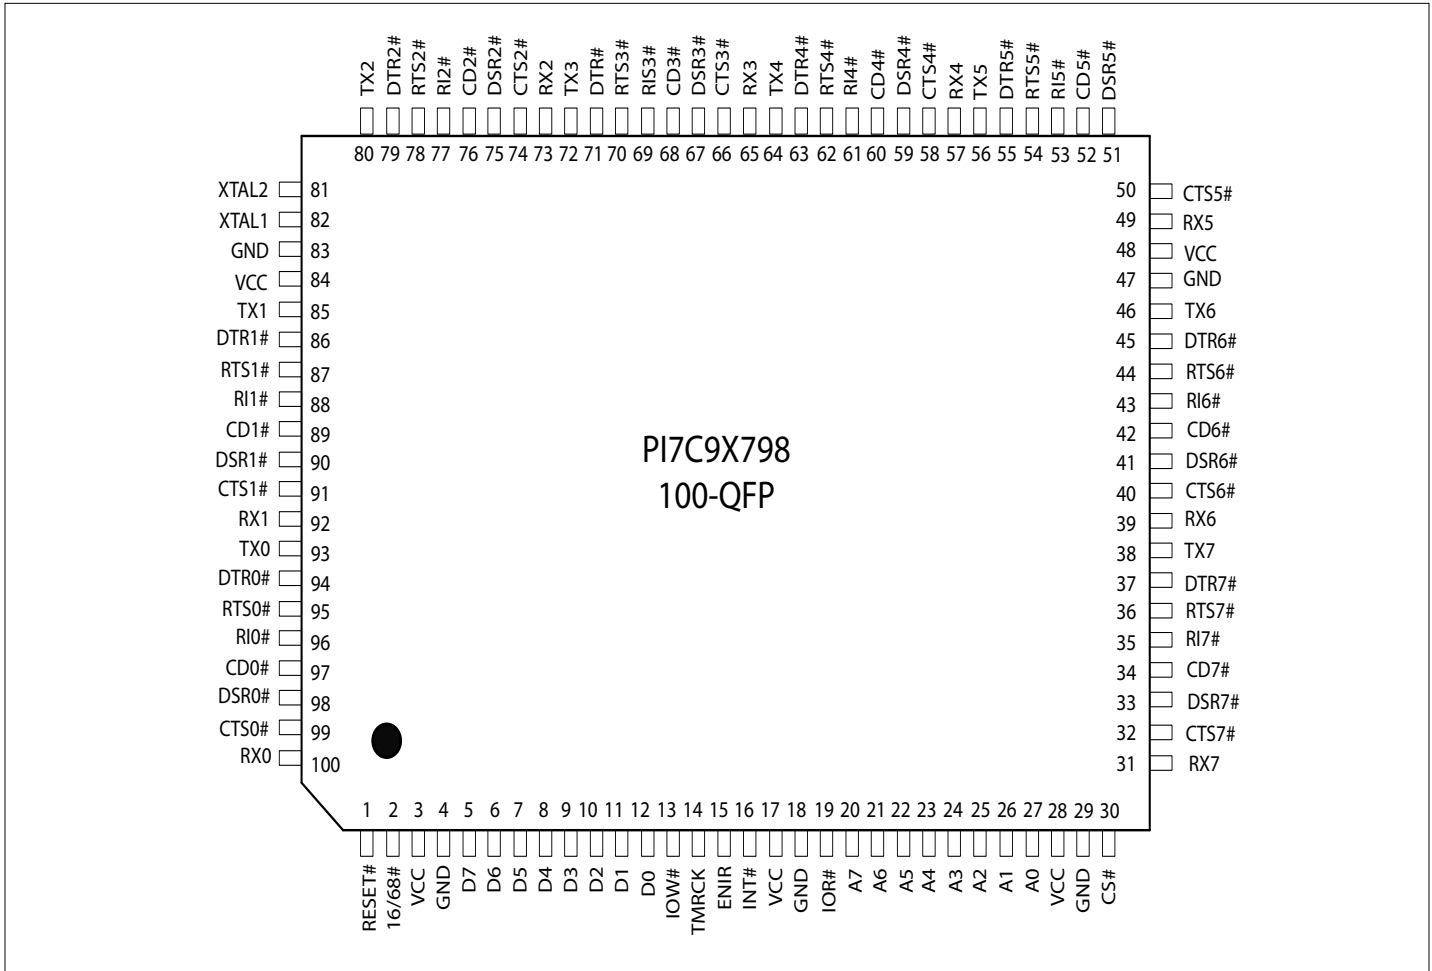 TX2 DTR2# RTS2# RI2# CD2# DSR2# CTS2# RX2 TX3 DTR# RTS3# RIS3# CD3# DSR3# CTS3# RX3 TX4 DTR4# RTS4# RI4# CD4# DSR4# CTS4# RX4 TX5 DTR5# RTS5# RI5# CD5# DSR5#
80 79 78 77 76 75 74 73 72 71 70 69 68 67 66 65 64 63 62 61 60 59 58 57 56 55 54 53 52 51
XTAL2 81 50 CTS5#
XTAL1 82 49 RX5
GND 83 48 VCC
VCC 84 47 GND
TX1 85 46 TX6
DTR1# 86 45 DTR6#
RTS1# 87 44 RTS6#
RI1# 88 43 RI6#
CD1# 89 42 CD6#
PI7C9X798
DSR1# 90 41 DSR6#
CTS1# 91 40 CTS6#
100-QFP
RX1 92 39 RX6
TX0 93 38 TX7
DTR0# 94 37 DTR7#
RTS0# 95 36 RTS7#
RI0# 96 35 RI7#
CD0# 97 34 CD7#
DSR0# 98 33 DSR7#
CTS0# 99 32 CTS7#
RX0 100 31 RX7
1 2 3 4 5 6 7 8 9 10 11 12 13 14 15 16 17 18 19 20 21 22 23 24 25 26 27 28 29 30
RESET# 16/68# VCC GND D7 D6 D5 D4 D3 D2 D1 D0 IOW# TMRCK ENIR INT# VCC GND IOR# A7 A6 A5 A4 A3 A2 A1 A0 VCC GND CS#